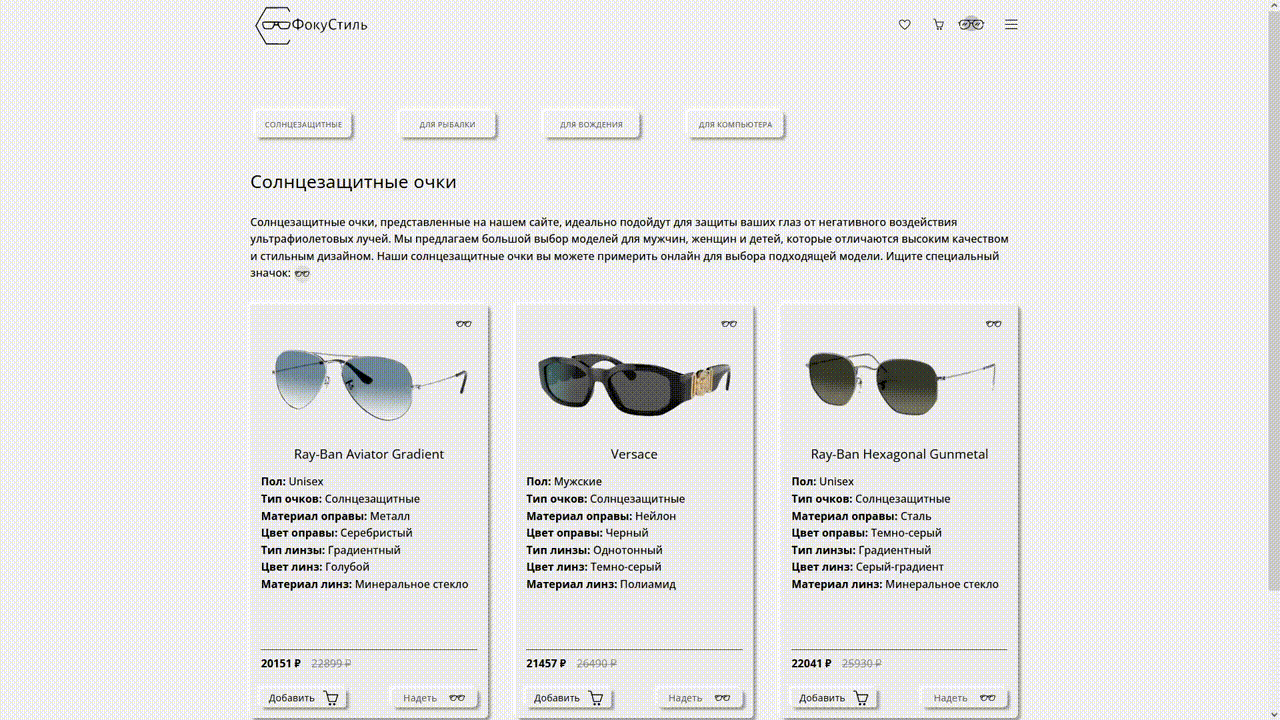 ФокуСтиль
СОЛНЦЕЗАЩИТНЫЕ
ДЛЯ РЫБАЛКИ
ДЛЯ ВОЖДЕНИЯ
ДЛЯ КОМПЬЮТЕРА
Солнцезащитные очки
Солнцезащитные очки, представленные на нашем сайте, идеально подойдут для защиты ваших глаз от негативного воздействия
ультрафиолетовых лучей. Мы предлагаем большой выбор моделей для мужчин, женщин и детей, которые отличаются высоким качеством
и стильным дизайном. Наши солнцезащитные очки вы можете примерить онлайн для выбора подходящей модели. Ищите специальный
значок:
Ray-Ban Aviator Gradient
Пол: Unisex
Тип очков: Солнцезащитные
Материал оправы: Металл
Цвет оправы: Серебристый
Тип линзы: Градиентный
Цвет линз: Голубой
Материал линз: Минеральное стекло
20151 ₽ 22899 ₽
Добавить
Надеть
Versace
Пол: Мужские
Тип очков: Солнцезащитные
Материал оправы: Нейлон
Цвет оправы: Черный
Тип линзы: Однотонный
Цвет линз: Темно-серый
Материал линз: Полиамид
21457 ₽ 26490 ₽
Добавить
Надеть
Ray-Ban Hexagonal Gunmetal
Пол: Unisex
Тип очков: Солнцезащитные
Материал оправы: Сталь
Цвет оправы: Темно-серый
Тип линзы: Градиентный
Цвет линз: Серый-градиент
Материал линз: Минеральное стекло
22041 ₽ 25930 ₽
Добавить
Надеть